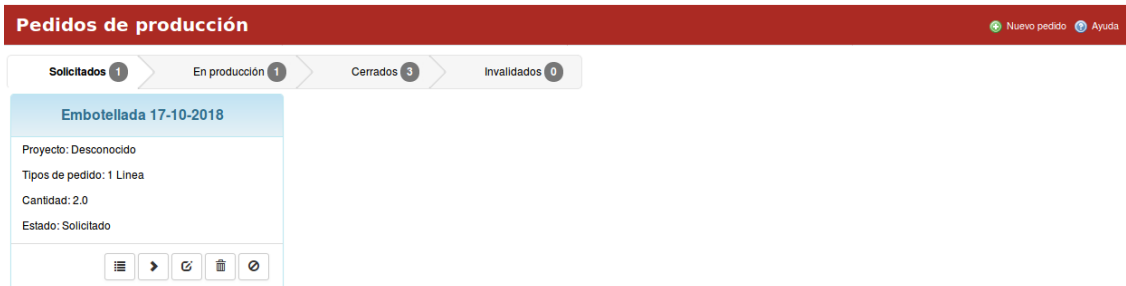 Pedidos de producción
Nuevo pedido Ayuda
Solicitados 1 En producción 1 Cerrados 3 Invalidados 0
Embotellada 17-10-2018
Proyecto: Desconocido
Tipos de pedido: 1 Linea
Cantidad: 2.0
Estado: Solicitado